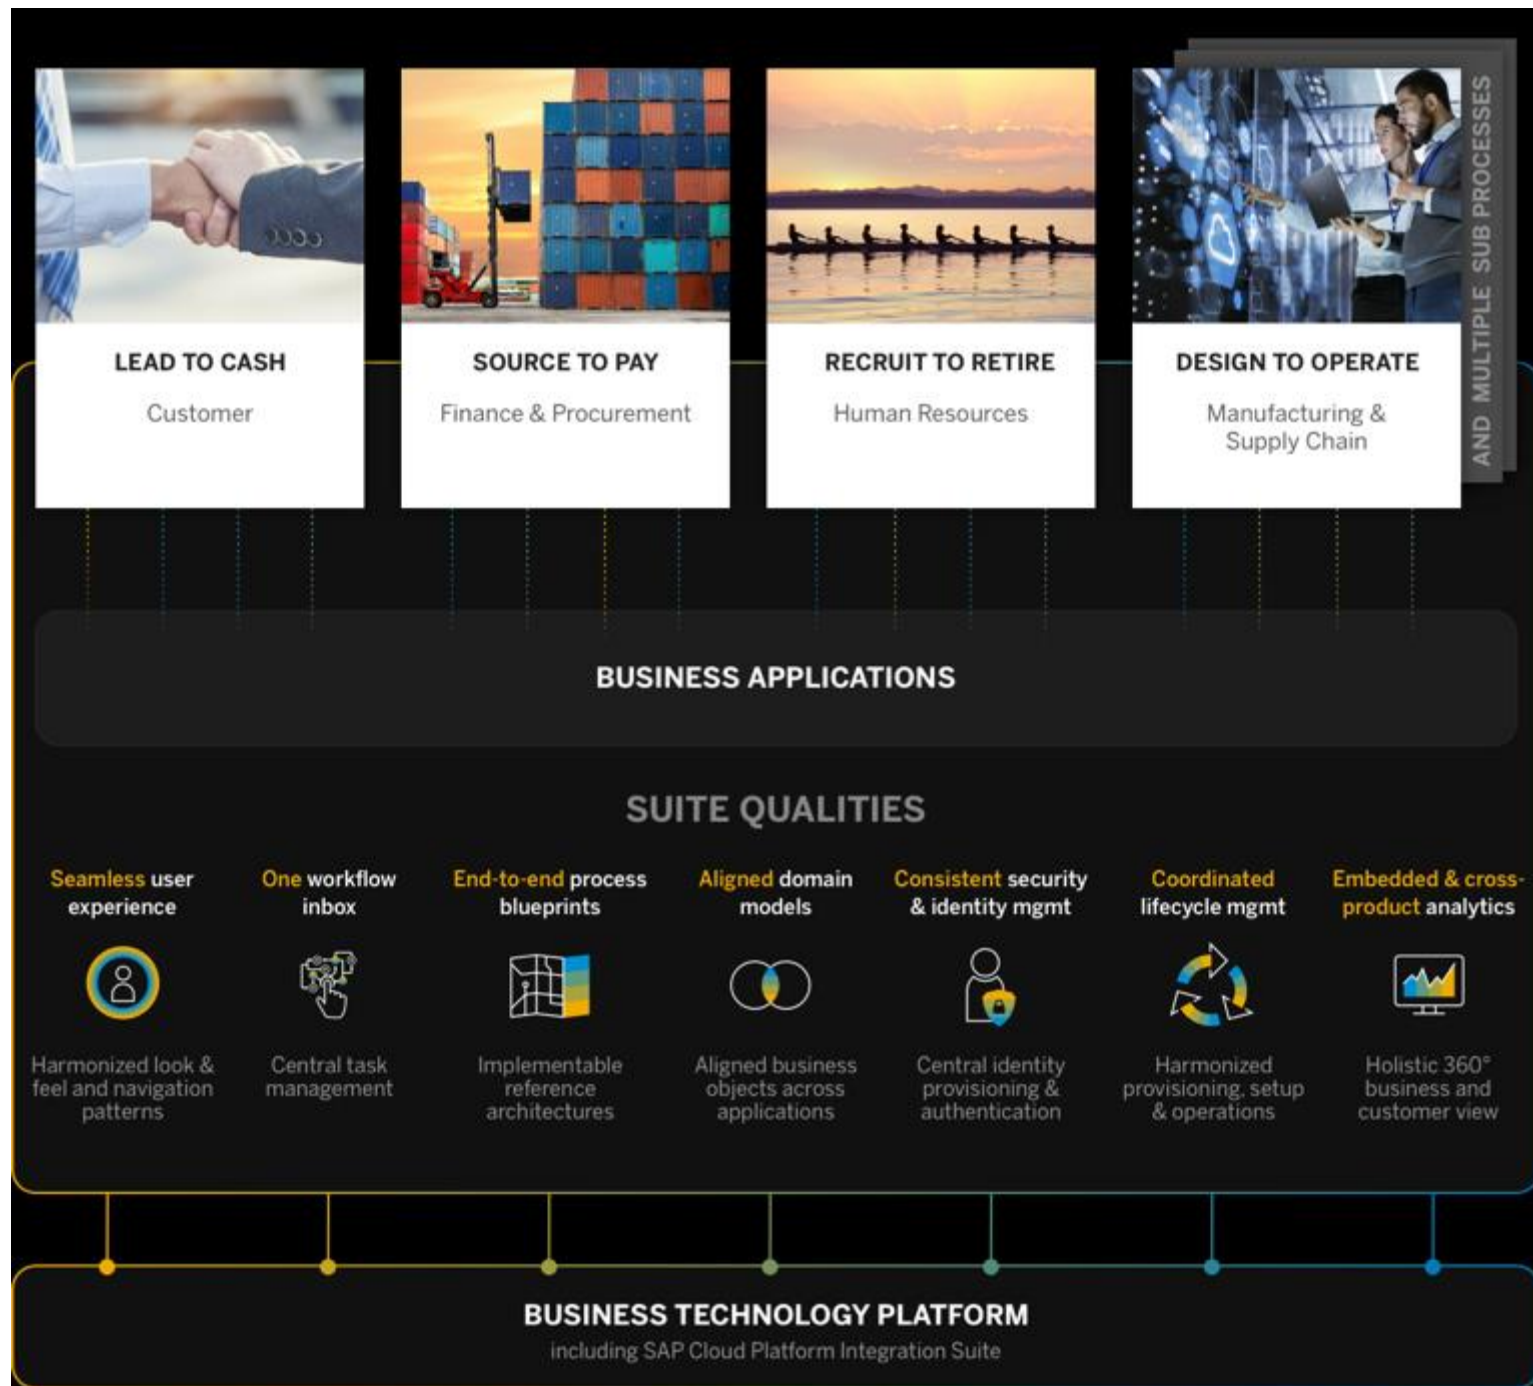 LEAD TO CASH
Customer
SOURCE TO PAY
Finance & Procurement
RECRUIT TO RETIRE
Human Resources
DESIGN TO OPERATE
Manufacturing &
Supply Chain
AND MULTIPLE SUB PROCESSES
BUSINESS APPLICATIONS
SUITE QUALITIES
Seamless user
experience
Harmonized look &
feel and navigation
patterns
One workflow
inbox
Central task
management
End-to-end process
blueprints
Implementable
reference
architectures
Aligned domain
models
Aligned business
objects across
applications
Consistent security
& identity mgmt
Central identity
provisioning &
authentication
Coordinated
lifecycle mgmt
Harmonized
provisioning, setup
& operations
Embedded & cross-
product analytics
Holistic 360°
business and
customer view
BUSINESS TECHNOLOGY PLATFORM
including SAP Cloud Platform Integration Suite